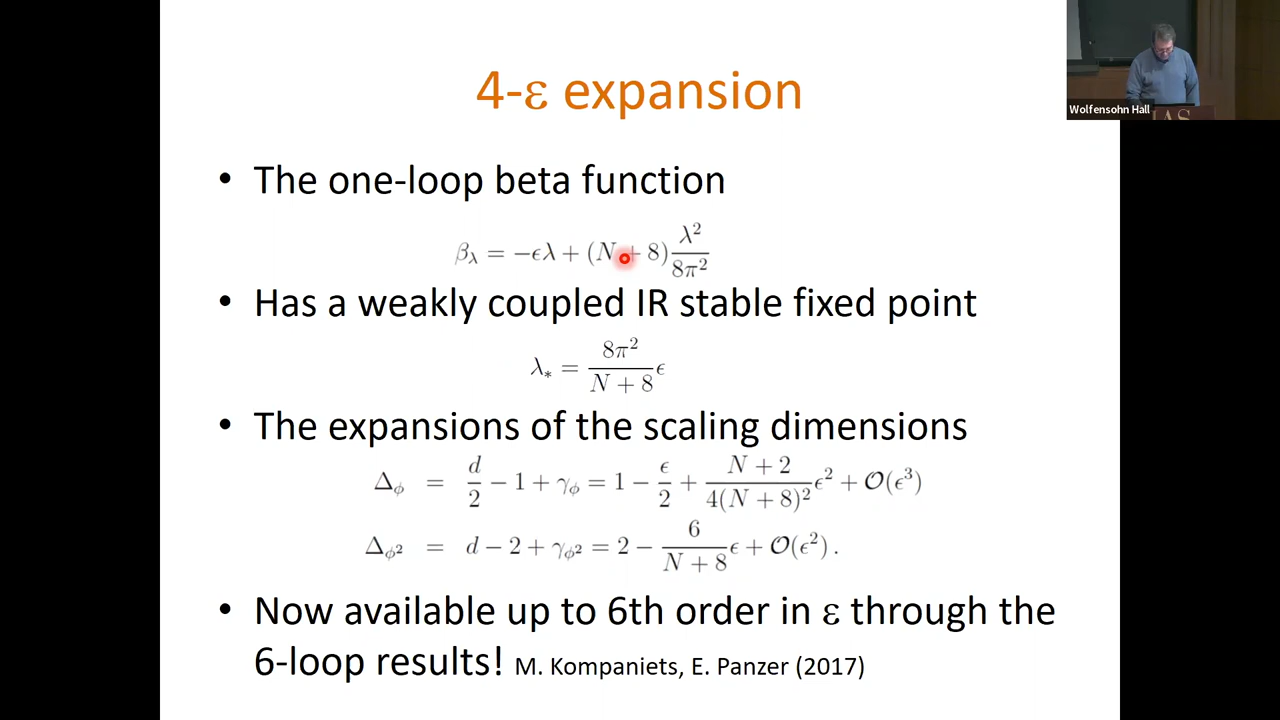 4-ε expansion
Wolfensohn Hall
IAS
• The one-loop beta function
β_λ = −ϵλ + (N + 8) λ²/8π²
• Has a weakly coupled IR stable fixed point
λ_* = 8π²/(N + 8) ϵ
• The expansions of the scaling dimensions
Δ_ϕ = d/2 − 1 + γ_ϕ = 1 − ϵ/2 + (N + 2)/(4(N + 8)²) ϵ² + O(ϵ³)
Δ_ϕ² = d − 2 + γ_ϕ² = 2 − 6/(N + 8) ϵ + O(ϵ²) .
• Now available up to 6th order in ε through the
6-loop results! M. Kompaniets, E. Panzer (2017)